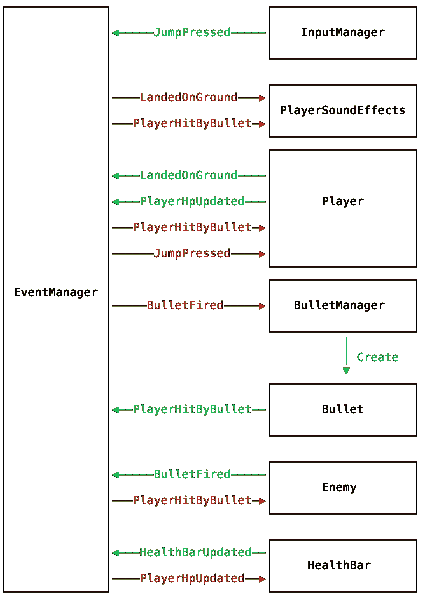 JumpPressed
InputManager
LandedOnGround
PlayerSoundEffects
PlayerHitByBullet
LandedOnGround
PlayerHpUpdated
Player
PlayerHitByBullet
JumpPressed
EventManager
BulletFired
BulletManager
Create
PlayerHitByBullet
Bullet
BulletFired
Enemy
PlayerHitByBullet
HealthBarUpdated
HealthBar
PlayerHpUpdated